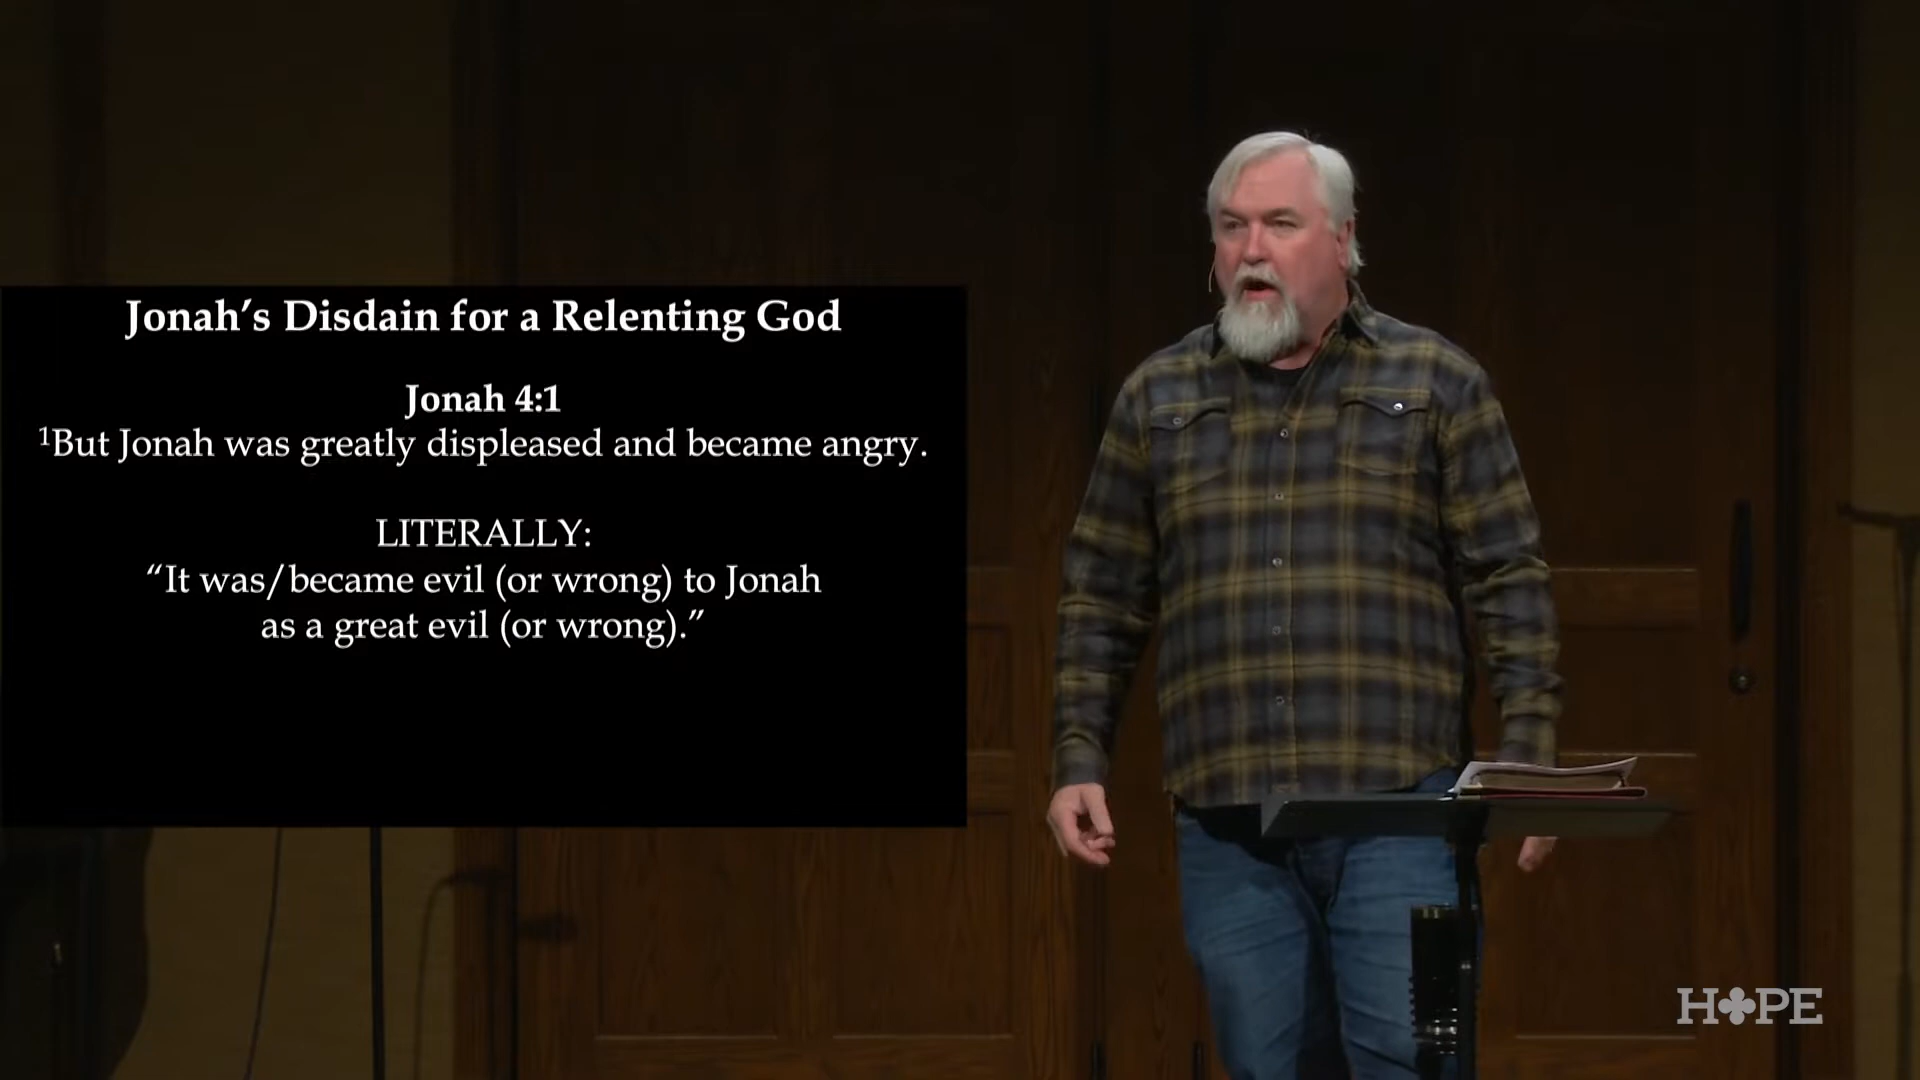 Jonah’s Disdain for a Relenting God
Jonah 4:1
¹But Jonah was greatly displeased and became angry.
LITERALLY:
“It was/became evil (or wrong) to Jonah
as a great evil (or wrong).”
HOPE